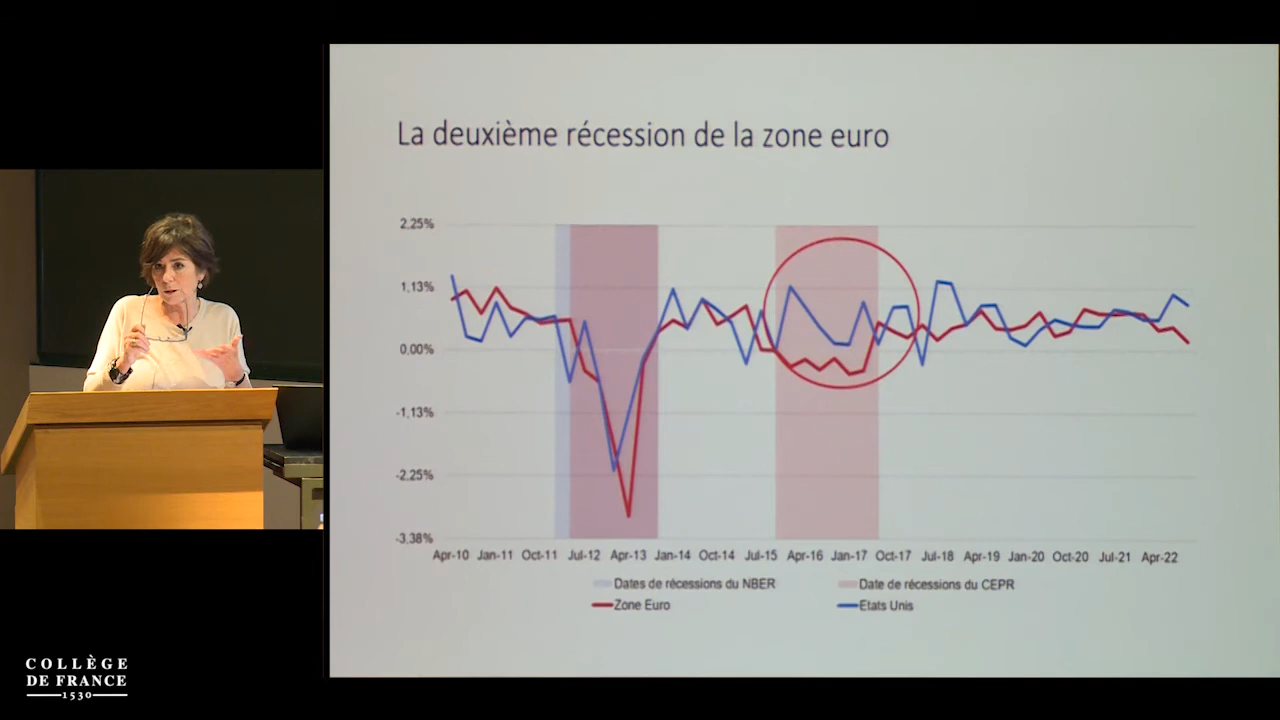 La deuxième récession de la zone euro
2,25%
1,13%
0,00%
-1,13%
-2,25%
-3,38%
Apr-10 Jan-11 Oct-11 Jul-12 Apr-13 Jan-14 Oct-14 Jul-15 Apr-16 Jan-17 Oct-17 Jul-18 Apr-19 Jan-20 Oct-20 Jul-21 Apr-22
Dates de récessions du NBER Date de récessions du CEPR
Zone Euro Etats Unis
COLLÈGE
DE FRANCE
1530